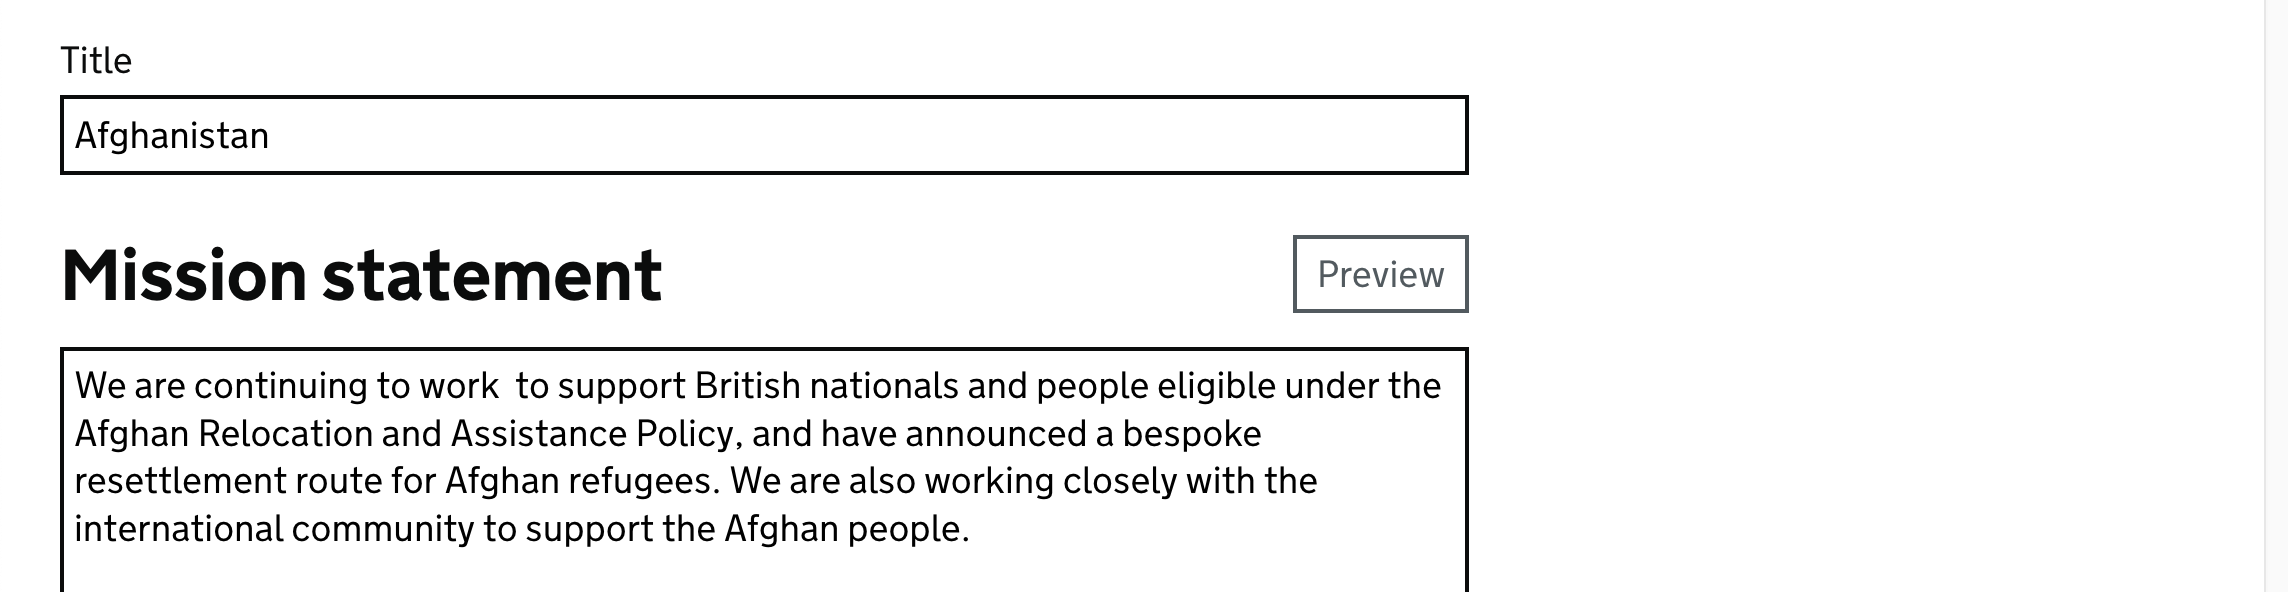 Title
Afghanistan
Mission statement
Preview
We are continuing to work  to support British nationals and people eligible under the
Afghan Relocation and Assistance Policy, and have announced a bespoke
resettlement route for Afghan refugees. We are also working closely with the
international community to support the Afghan people.